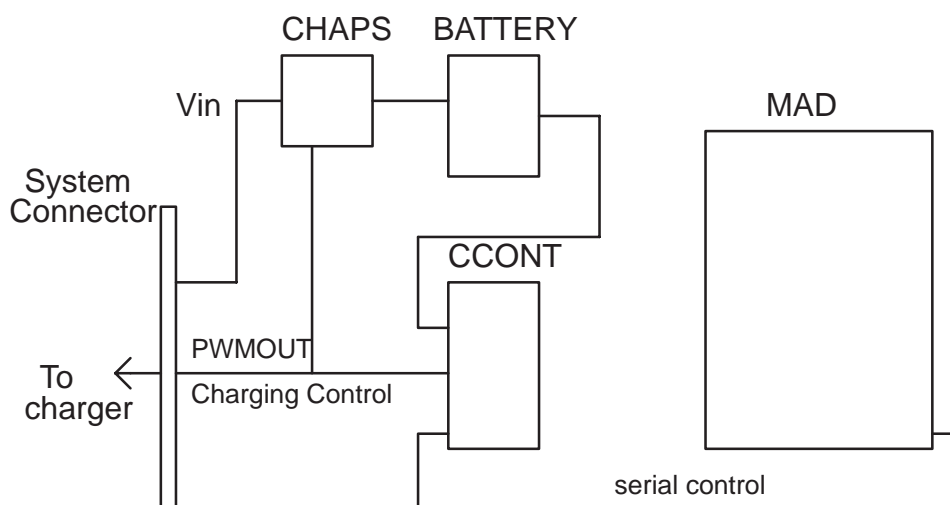 CHAPS
BATTERY
Vin
MAD
System
Connector
CCONT
PWMOUT
To
charger
Charging Control
serial control